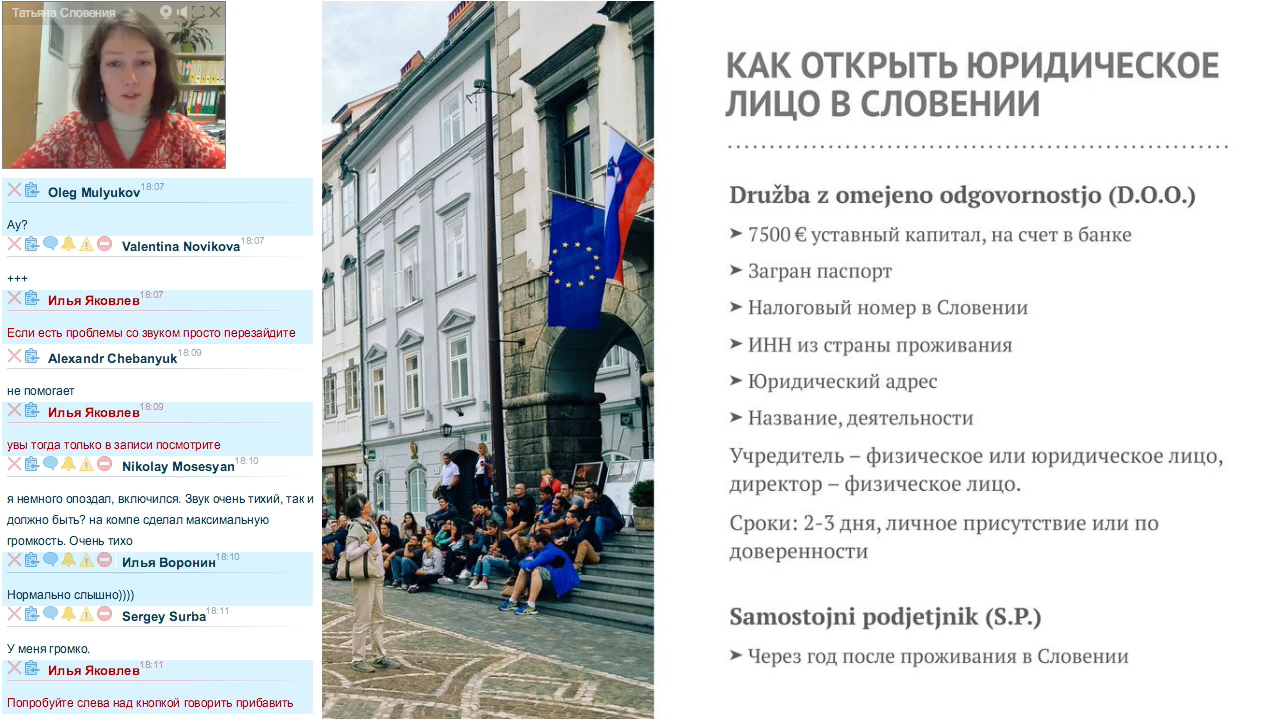 Татьяна Словения
Oleg Mulyukov 18:07
Ау?
Valentina Novikova 18:07
+++
Илья Яковлев 18:07
Если есть проблемы со звуком просто перезайдите
Alexandr Chebanyuk 18:09
не помогает
Илья Яковлев 18:09
увы тогда только в записи посмотрите
Nikolay Mosesyan 18:10
я немного опоздал, включился. Звук очень тихий, так и
должно быть? на компе сделал максимальную
громкость. Очень тихо
Илья Воронин 18:10
Нормально слышно))))
Sergey Surba 18:11
У меня громко.
Илья Яковлев 18:11
Попробуйте слева над кнопкой говорить прибавить
КАК ОТКРЫТЬ ЮРИДИЧЕСКОЕ
ЛИЦО В СЛОВЕНИИ
Družba z omejeno odgovornostjo (D.O.O.)
➤ 7500 € уставный капитал, на счет в банке
➤ Загран паспорт
➤ Налоговый номер в Словении
➤ ИНН из страны проживания
➤ Юридический адрес
➤ Название, деятельности
Учредитель – физическое или юридическое лицо,
директор – физическое лицо.
Сроки: 2-3 дня, личное присутствие или по
доверенности
Samostojni podjetjnik (S.P.)
➤ Через год после проживания в Словении